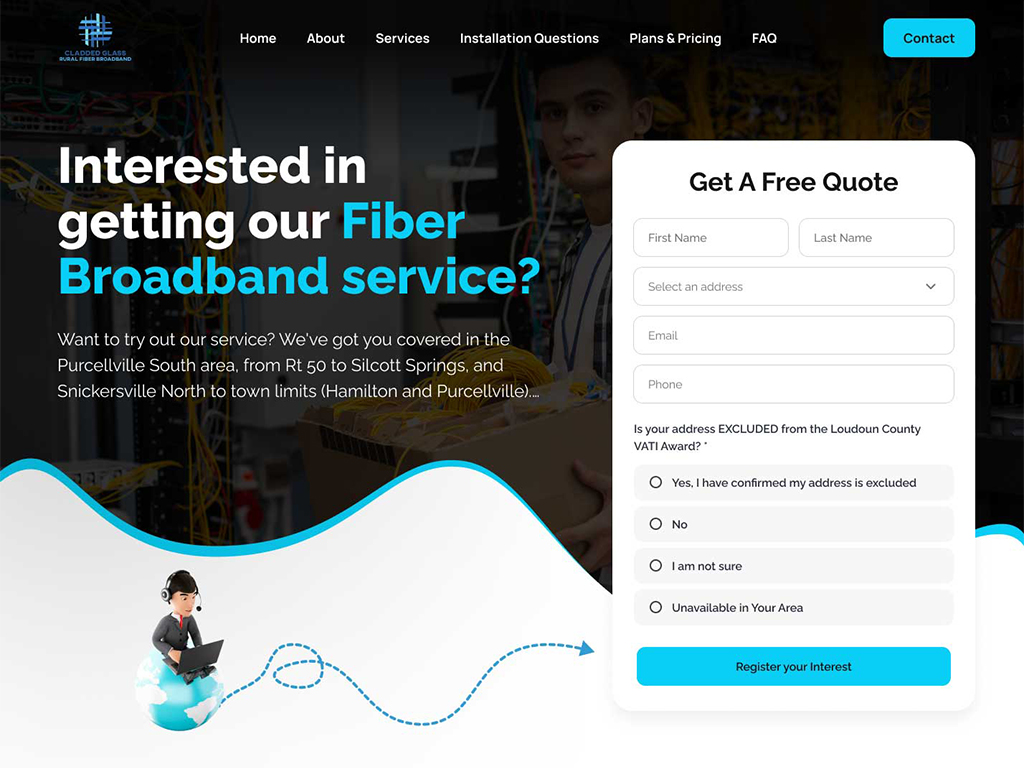 CLADDED GLASS
RURAL FIBER BROADBAND
Home About Services Installation Questions Plans & Pricing FAQ Contact
Interested in
getting our Fiber
Broadband service?
Want to try out our service? We've got you covered in the
Purcellville South area, from Rt 50 to Silcott Springs, and
Snickersville North to town limits (Hamilton and Purcellville)....
Get A Free Quote
First Name Last Name
Select an address
Email
Phone
Is your address EXCLUDED from the Loudoun County
VATI Award? *
Yes, I have confirmed my address is excluded
No
I am not sure
Unavailable in Your Area
Register your Interest